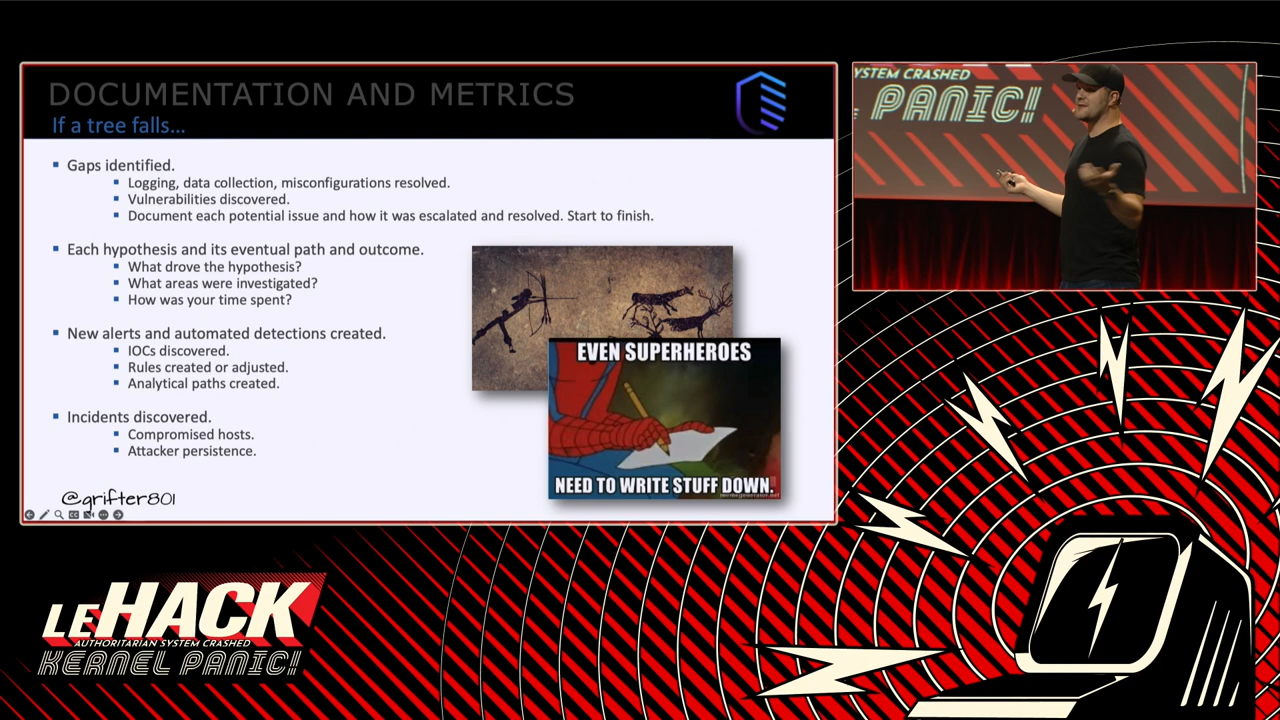 DOCUMENTATION AND METRICS
If a tree falls...
Gaps identified.
Logging, data collection, misconfigurations resolved.
Vulnerabilities discovered.
Document each potential issue and how it was escalated and resolved. Start to finish.
Each hypothesis and its eventual path and outcome.
What drove the hypothesis?
What areas were investigated?
How was your time spent?
New alerts and automated detections created.
IOCs discovered.
Rules created or adjusted.
Analytical paths created.
Incidents discovered.
Compromised hosts.
Attacker persistence.
EVEN SUPERHEROES
NEED TO WRITE STUFF DOWN.
@grifter801
YSTEM CRASHED
PANIC!
LEHACK
AUTHORITARIAN SYSTEM CRASHED
KERNEL PANIC!